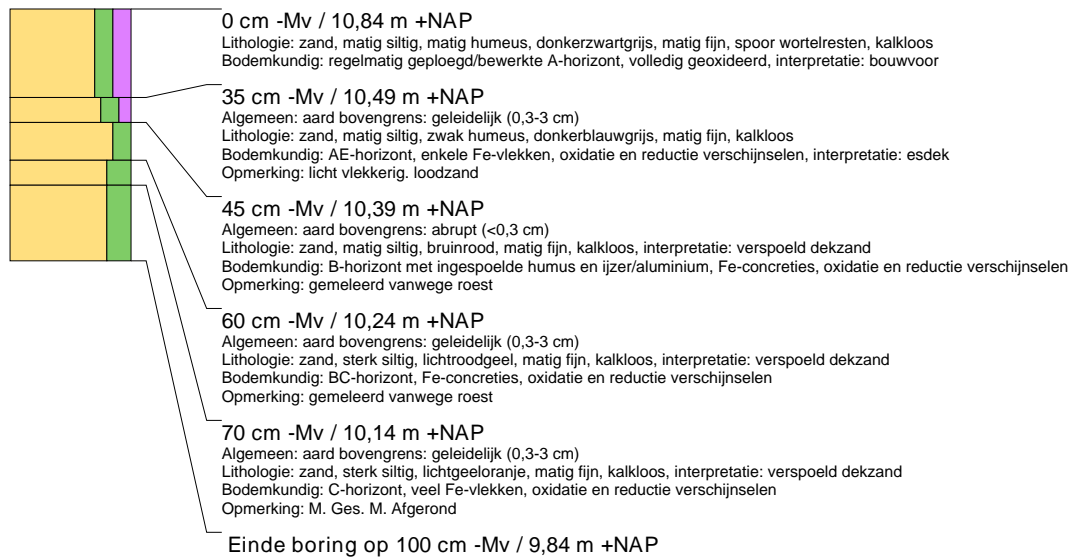 0 cm -Mv / 10,84 m +NAP
Lithologie: zand, matig siltig, matig humeus, donkerzwartgrijs, matig fijn, spoor wortelresten, kalkloos
Bodemkundig: regelmatig geploegd/bewerkte A-horizont, volledig geoxideerd, interpretatie: bouwvoor
35 cm -Mv / 10,49 m +NAP
Algemeen: aard bovengrens: geleidelijk (0,3-3 cm)
Lithologie: zand, matig siltig, zwak humeus, donkerblauwgrijs, matig fijn, kalkloos
Bodemkundig: AE-horizont, enkele Fe-vlekken, oxidatie en reductie verschijnselen, interpretatie: esdek
Opmerking: licht vlekkerig. loodzand
45 cm -Mv / 10,39 m +NAP
Algemeen: aard bovengrens: abrupt (<0,3 cm)
Lithologie: zand, matig siltig, bruinrood, matig fijn, kalkloos, interpretatie: verspoeld dekzand
Bodemkundig: B-horizont met ingespoelde humus en ijzer/aluminium, Fe-concreties, oxidatie en reductie verschijnselen
Opmerking: gemeleerd vanwege roest
60 cm -Mv / 10,24 m +NAP
Algemeen: aard bovengrens: geleidelijk (0,3-3 cm)
Lithologie: zand, sterk siltig, lichtroodgeel, matig fijn, kalkloos, interpretatie: verspoeld dekzand
Bodemkundig: BC-horizont, Fe-concreties, oxidatie en reductie verschijnselen
Opmerking: gemeleerd vanwege roest
70 cm -Mv / 10,14 m +NAP
Algemeen: aard bovengrens: geleidelijk (0,3-3 cm)
Lithologie: zand, sterk siltig, lichtgeeloranje, matig fijn, kalkloos, interpretatie: verspoeld dekzand
Bodemkundig: C-horizont, veel Fe-vlekken, oxidatie en reductie verschijnselen
Opmerking: M. Ges. M. Afgerond
Einde boring op 100 cm -Mv / 9,84 m +NAP